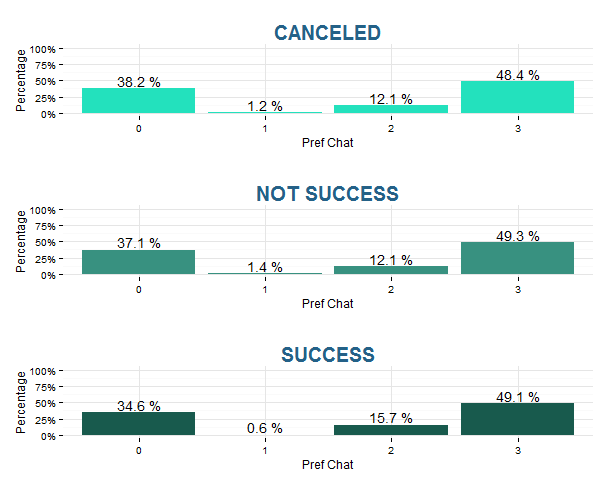 CANCELED
Percentage
100%
75%
50%
25%
0%
38.2 %
1.2 %
12.1 %
48.4 %
0 1 2 3
Pref Chat
NOT SUCCESS
Percentage
100%
75%
50%
25%
0%
37.1 %
1.4 %
12.1 %
49.3 %
0 1 2 3
Pref Chat
SUCCESS
Percentage
100%
75%
50%
25%
0%
34.6 %
0.6 %
15.7 %
49.1 %
0 1 2 3
Pref Chat